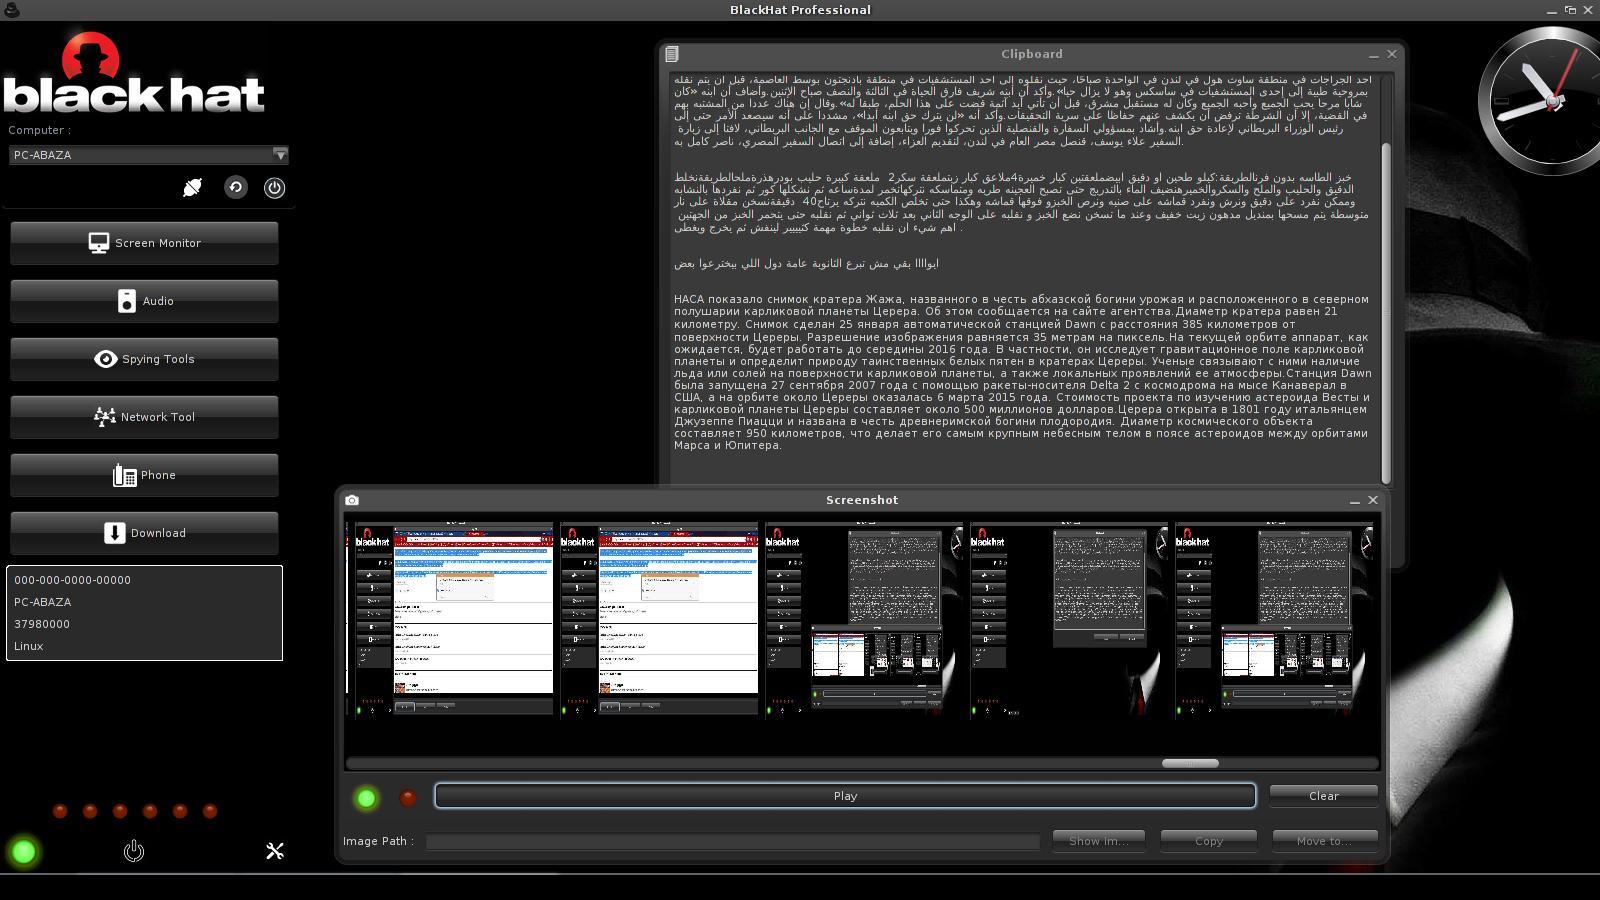 BlackHat Professional
black hat
Computer :
PC-ABAZA
Screen Monitor
Audio
Spying Tools
Network Tool
Phone
Download
000-000-0000-00000
PC-ABAZA
37980000
Linux
Clipboard
احد الجراجات في منطقة ساوث هول في لندن في الواحدة صباحًا، حيث نقلوه إلى أحد المستشفيات في منطقة بادنجتون بوسط العاصمة، قبل أن يتم نقله
بمروحية طبية إلى إحدى المستشفيات في ساسكس وهو لا يزال حيا».وأكد أن ابنه شريف فارق الحياة في الثالثة والنصف صباح الإثنين.وأضاف أن ابنه «كان
شابا مرحا يحب الجميع وأحبه الجميع وكان له مستقبل مشرق، قبل أن تأتي أيد آثمة قضت على هذا الحلم، طبقا له».وقال إن هناك عددا من المشتبه بهم
في القضية، إلا أن الشرطة ترفض أن يكشف عنهم حفاظا على سرية التحقيقات.وأكد أنه «لن يترك حق ابنه أبدا»، مشددا على أنه سيصعد الأمر حتى إلى
رئيس الوزراء البريطاني لإعادة حق ابنه.وأشاد بمسؤولي السفارة والقنصلية الذين تحركوا فورا ويتابعون الموقف مع الجانب البريطاني، لافتا إلى زيارة
السفير علاء يوسف، قنصل مصر العام في لندن، لتقديم العزاء، إضافة إلى اتصال السفير المصري، ناصر كامل به.
خبز الطاسه بدون فرنالطريقة:كيلو طحين او دقيق ابيضملعقتين كبار خميرة4ملاعق كبار زيتملعقة سكر2 ملعقة كبيرة حليب بودرهذرةملحالطريقةنخلط
الدقيق والحليب والملح والسكروالخميرهنضيف الماء بالتدريج حتى تصبح العجينه طريه ومتماسكه نتركهاتخمر لمدةساعه ثم نشكلها كور ثم نفردها بالنشابه
وممكن نفرد على دقيق ونرش ونفرد قماشه على صنيه ونرص الخبزو فوقها قماشه وهكذا حتى تخلص الكميه نتركه يرتاح40 دقيقةنسخن مقلاة على نار
متوسطة يتم مسحها بمنديل مدهون زيت خفيف وعند ما تسخن نضع الخبز و نقلبه على الوجه الثاني بعد ثلاث ثواني ثم نقلبه حتى يتحمر الخبز من الجهتين
اهم شيء ان نقلبه خطوة مهمة كتيييير لينفش ثم يخرج ويغطى .
ايواااا بقي مش تبرع الثانوية عامة دول اللي بيخترعوا بعض
НАСА показало снимок кратера Жажа, названного в честь абхазской богини урожая и расположенного в северном
полушарии карликовой планеты Церера. Об этом сообщается на сайте агентства.Диаметр кратера равен 21
километру. Снимок сделан 25 января автоматической станцией Dawn с расстояния 385 километров от
поверхности Цереры. Разрешение изображения равняется 35 метрам на пиксель.На текущей орбите аппарат, как
ожидается, будет работать до середины 2016 года. В частности, он исследует гравитационное поле карликовой
планеты и определит природу таинственных белых пятен в кратерах Цереры. Ученые связывают с ними наличие
льда или солей на поверхности карликовой планеты, а также локальных проявлений ее атмосферы.Станция Dawn
была запущена 27 сентября 2007 года с помощью ракеты-носителя Delta 2 с космодрома на мысе Канаверал в
США, а на орбите около Цереры оказалась 6 марта 2015 года. Стоимость проекта по изучению астероида Весты и
карликовой планеты Цереры составляет около 500 миллионов долларов.Церера открыта в 1801 году итальянцем
Джузеппе Пиацци и названа в честь древнеримской богини плодородия. Диаметр космического объекта
составляет 950 километров, что делает его самым крупным небесным телом в поясе астероидов между орбитами
Марса и Юпитера.
Screenshot
black hat
black hat
black hat
black hat
black hat
Play
Clear
Image Path :
Show Im...
Copy
Move to...